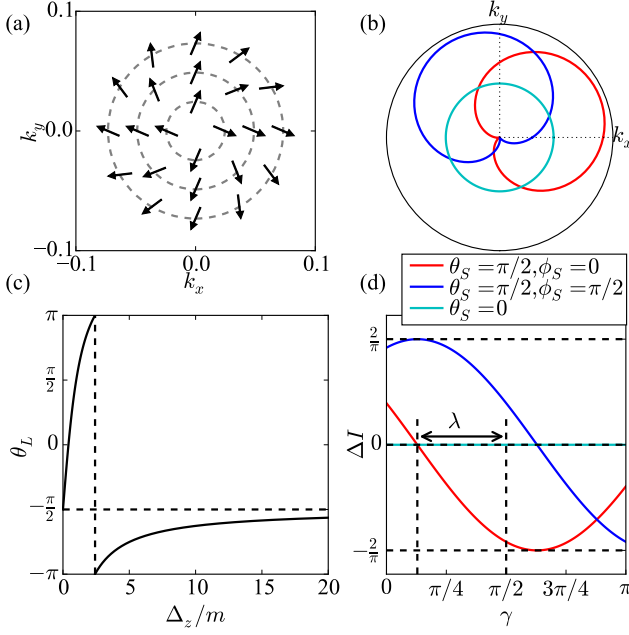 (a)
0.1
k_y
0.0
−0.1
−0.1
0.0
0.1
k_x
(b)
k_y
k_x
θ_S = π/2, ϕ_S = 0
θ_S = π/2, ϕ_S = π/2
θ_S = 0
(c)
π
π/2
0
−π/2
−π
θ_L
0
5
10
15
20
Δ_z/m
(d)
2/π
0
−2/π
ΔI
λ
0
π/4
π/2
3π/4
π
γ